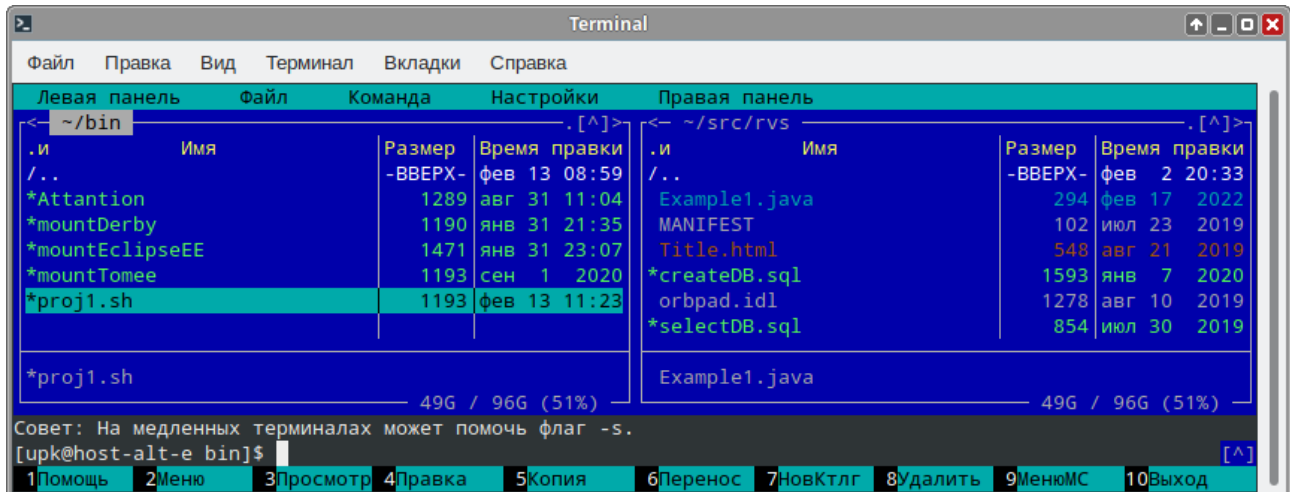 Terminal
Файл Правка Вид Терминал Вкладки Справка
Левая панель Файл Команда Настройки Правая панель
<─ ~/bin ─.[^]> <─ ~/src/rvs ─.[^]>
.и Имя Размер Время правки .и Имя Размер Время правки
/.. -ВВЕРХ- фев 13 08:59 /.. -ВВЕРХ- фев 2 20:33
*Attantion 1289 авг 31 11:04 Example1.java 294 фев 17 2022
*mountDerby 1190 янв 31 21:35 MANIFEST 102 июл 23 2019
*mountEclipseEE 1471 янв 31 23:07 Title.html 548 авг 21 2019
*mountTomee 1193 сен 1 2020 *createDB.sql 1593 янв 7 2020
*proj1.sh 1193 фев 13 11:23 orbpad.idl 1278 авг 10 2019
*selectDB.sql 854 июл 30 2019
*proj1.sh Example1.java
49G / 96G (51%) 49G / 96G (51%)
Совет: На медленных терминалах может помочь флаг -s.
[upk@host-alt-e bin]$ [^]
1Помощь 2Меню 3Просмотр 4Правка 5Копия 6Перенос 7НовКтлг 8Удалить 9МенюМС 10Выход